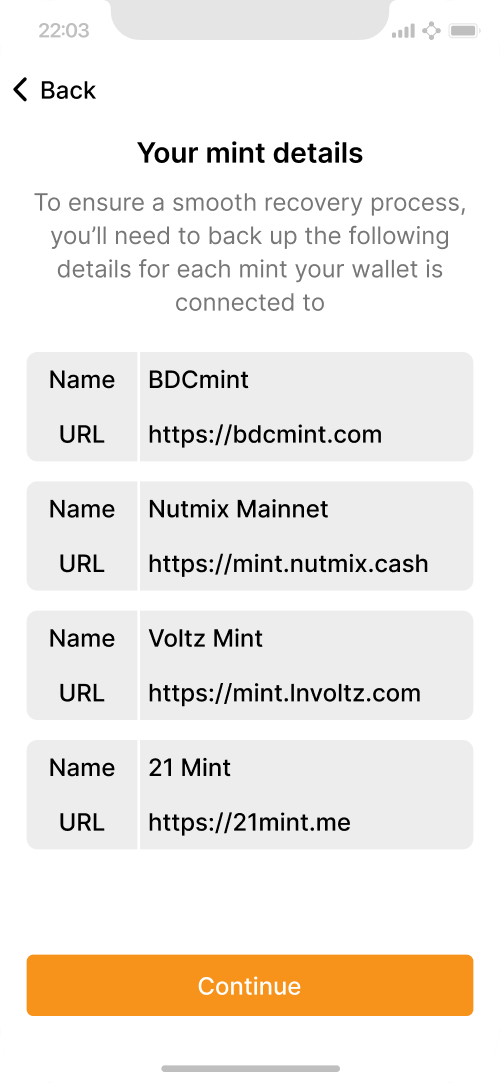 22:03
Back
Your mint details
To ensure a smooth recovery process,
you’ll need to back up the following
details for each mint your wallet is
connected to
Name BDCmint
URL https://bdcmint.com
Name Nutmix Mainnet
URL https://mint.nutmix.cash
Name Voltz Mint
URL https://mint.lnvoltz.com
Name 21 Mint
URL https://21mint.me
Continue